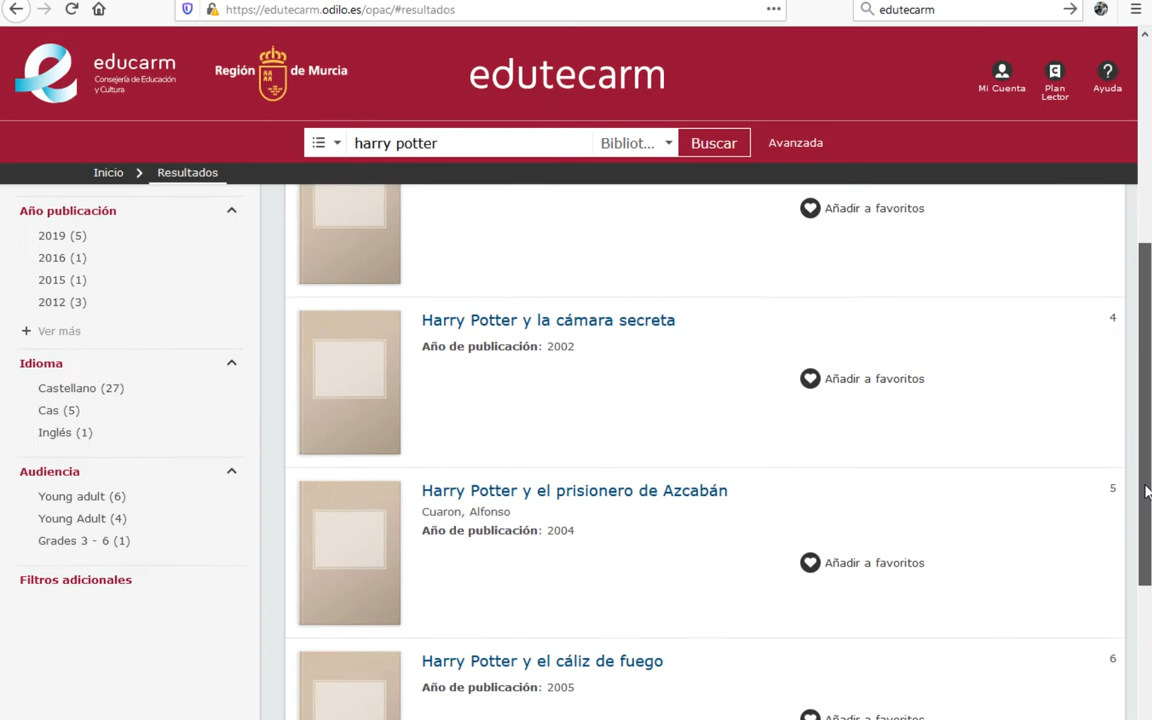 https://edutecarm.odilo.es/opac/#resultados
edutecarm
educarm
Consejería de Educación
y Cultura
Región de Murcia
edutecarm
Mi Cuenta
Plan
Lector
Ayuda
harry potter
Bibliot...
Buscar
Avanzada
Inicio
Resultados
Año publicación
2019 (5)
2016 (1)
2015 (1)
2012 (3)
+ Ver más
Idioma
Castellano (27)
Cas (5)
Inglés (1)
Audiencia
Young adult (6)
Young Adult (4)
Grades 3 - 6 (1)
Filtros adicionales
Añadir a favoritos
Harry Potter y la cámara secreta
4
Año de publicación: 2002
Añadir a favoritos
Harry Potter y el prisionero de Azcabán
5
Cuaron, Alfonso
Año de publicación: 2004
Añadir a favoritos
Harry Potter y el cáliz de fuego
6
Año de publicación: 2005
Añadir a favoritos